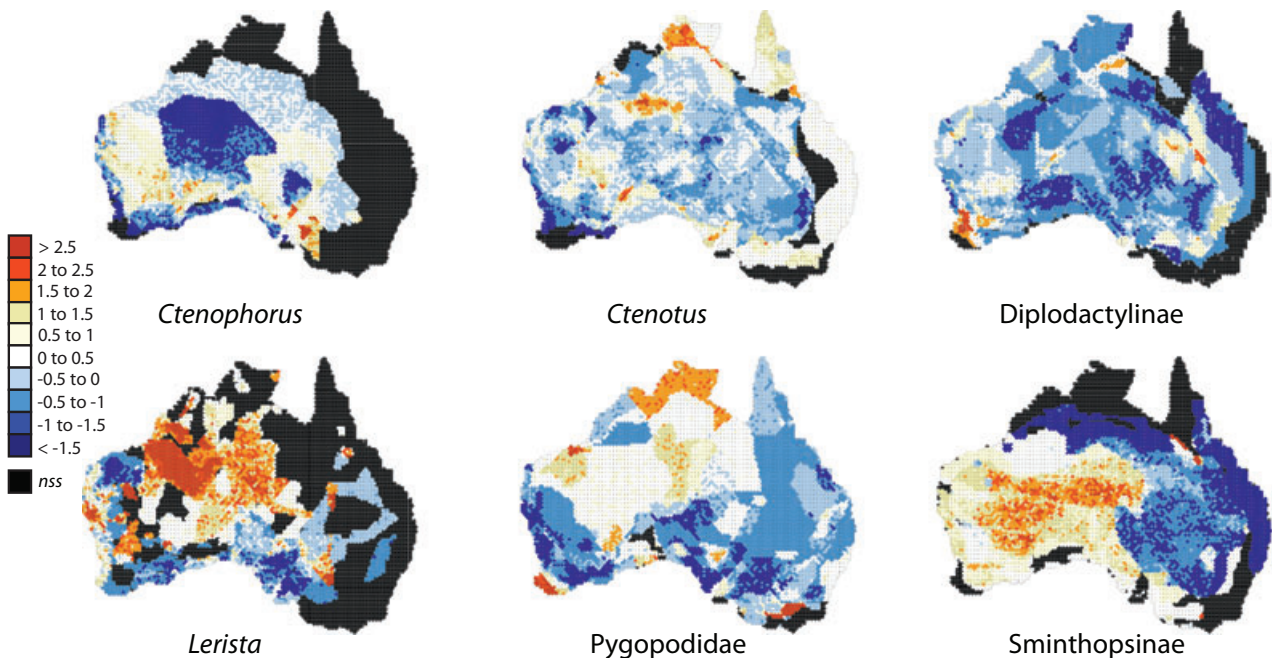 Ctenophorus
Ctenotus
Diplodactylinae
> 2.5
2 to 2.5
1.5 to 2
1 to 1.5
0.5 to 1
0 to 0.5
-0.5 to 0
-0.5 to -1
-1 to -1.5
< -1.5
nss
Lerista
Pygopodidae
Sminthopsinae